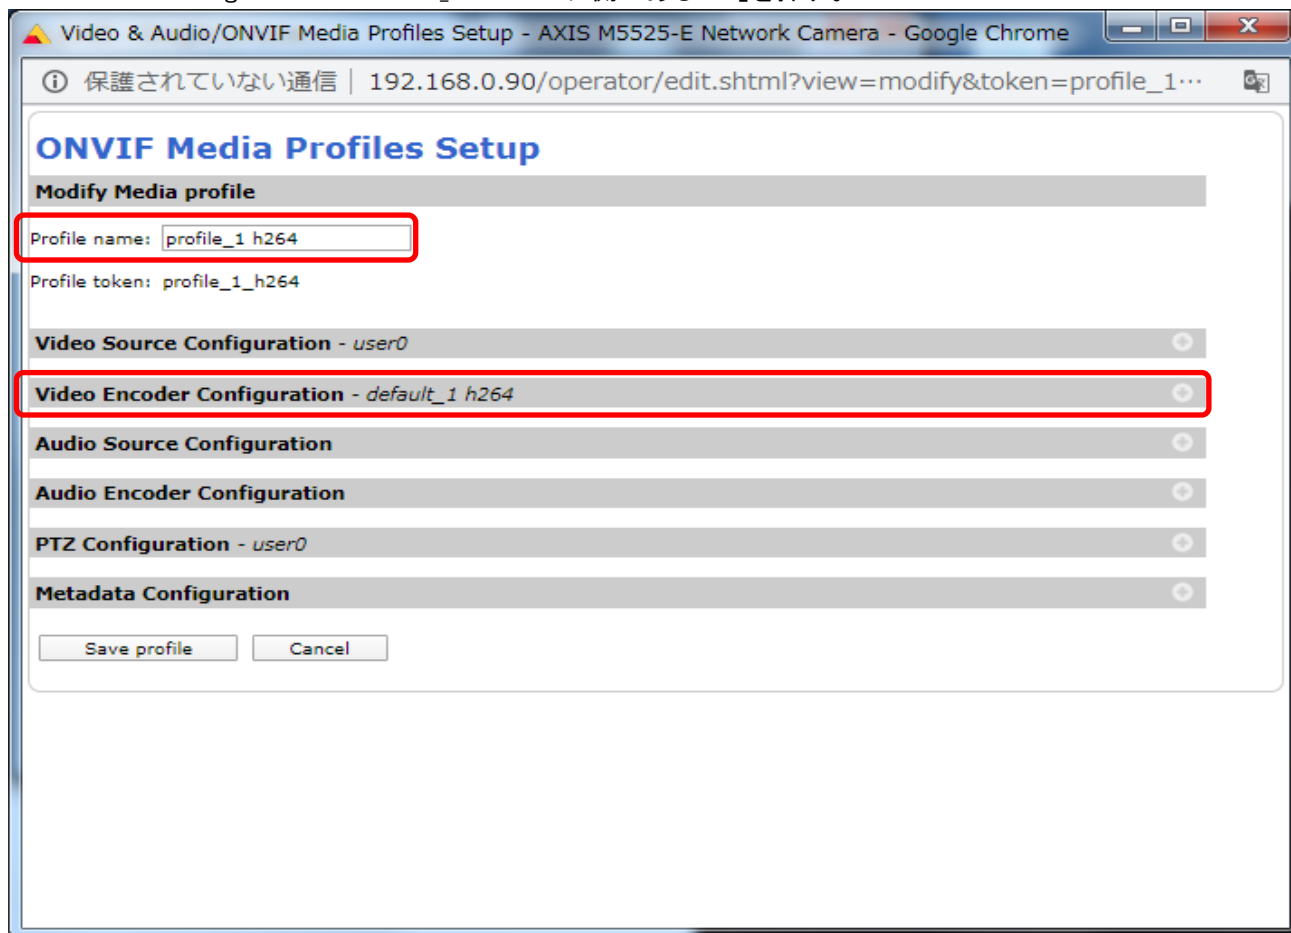 Video & Audio/ONVIF Media Profiles Setup - AXIS M5525-E Network Camera - Google Chrome
保護されていない通信 | 192.168.0.90/operator/edit.shtml?view=modify&token=profile_1…
ONVIF Media Profiles Setup
Modify Media profile
Profile name: profile_1 h264
Profile token: profile_1_h264
Video Source Configuration - user0
Video Encoder Configuration - default_1 h264
Audio Source Configuration
Audio Encoder Configuration
PTZ Configuration - user0
Metadata Configuration
Save profile Cancel